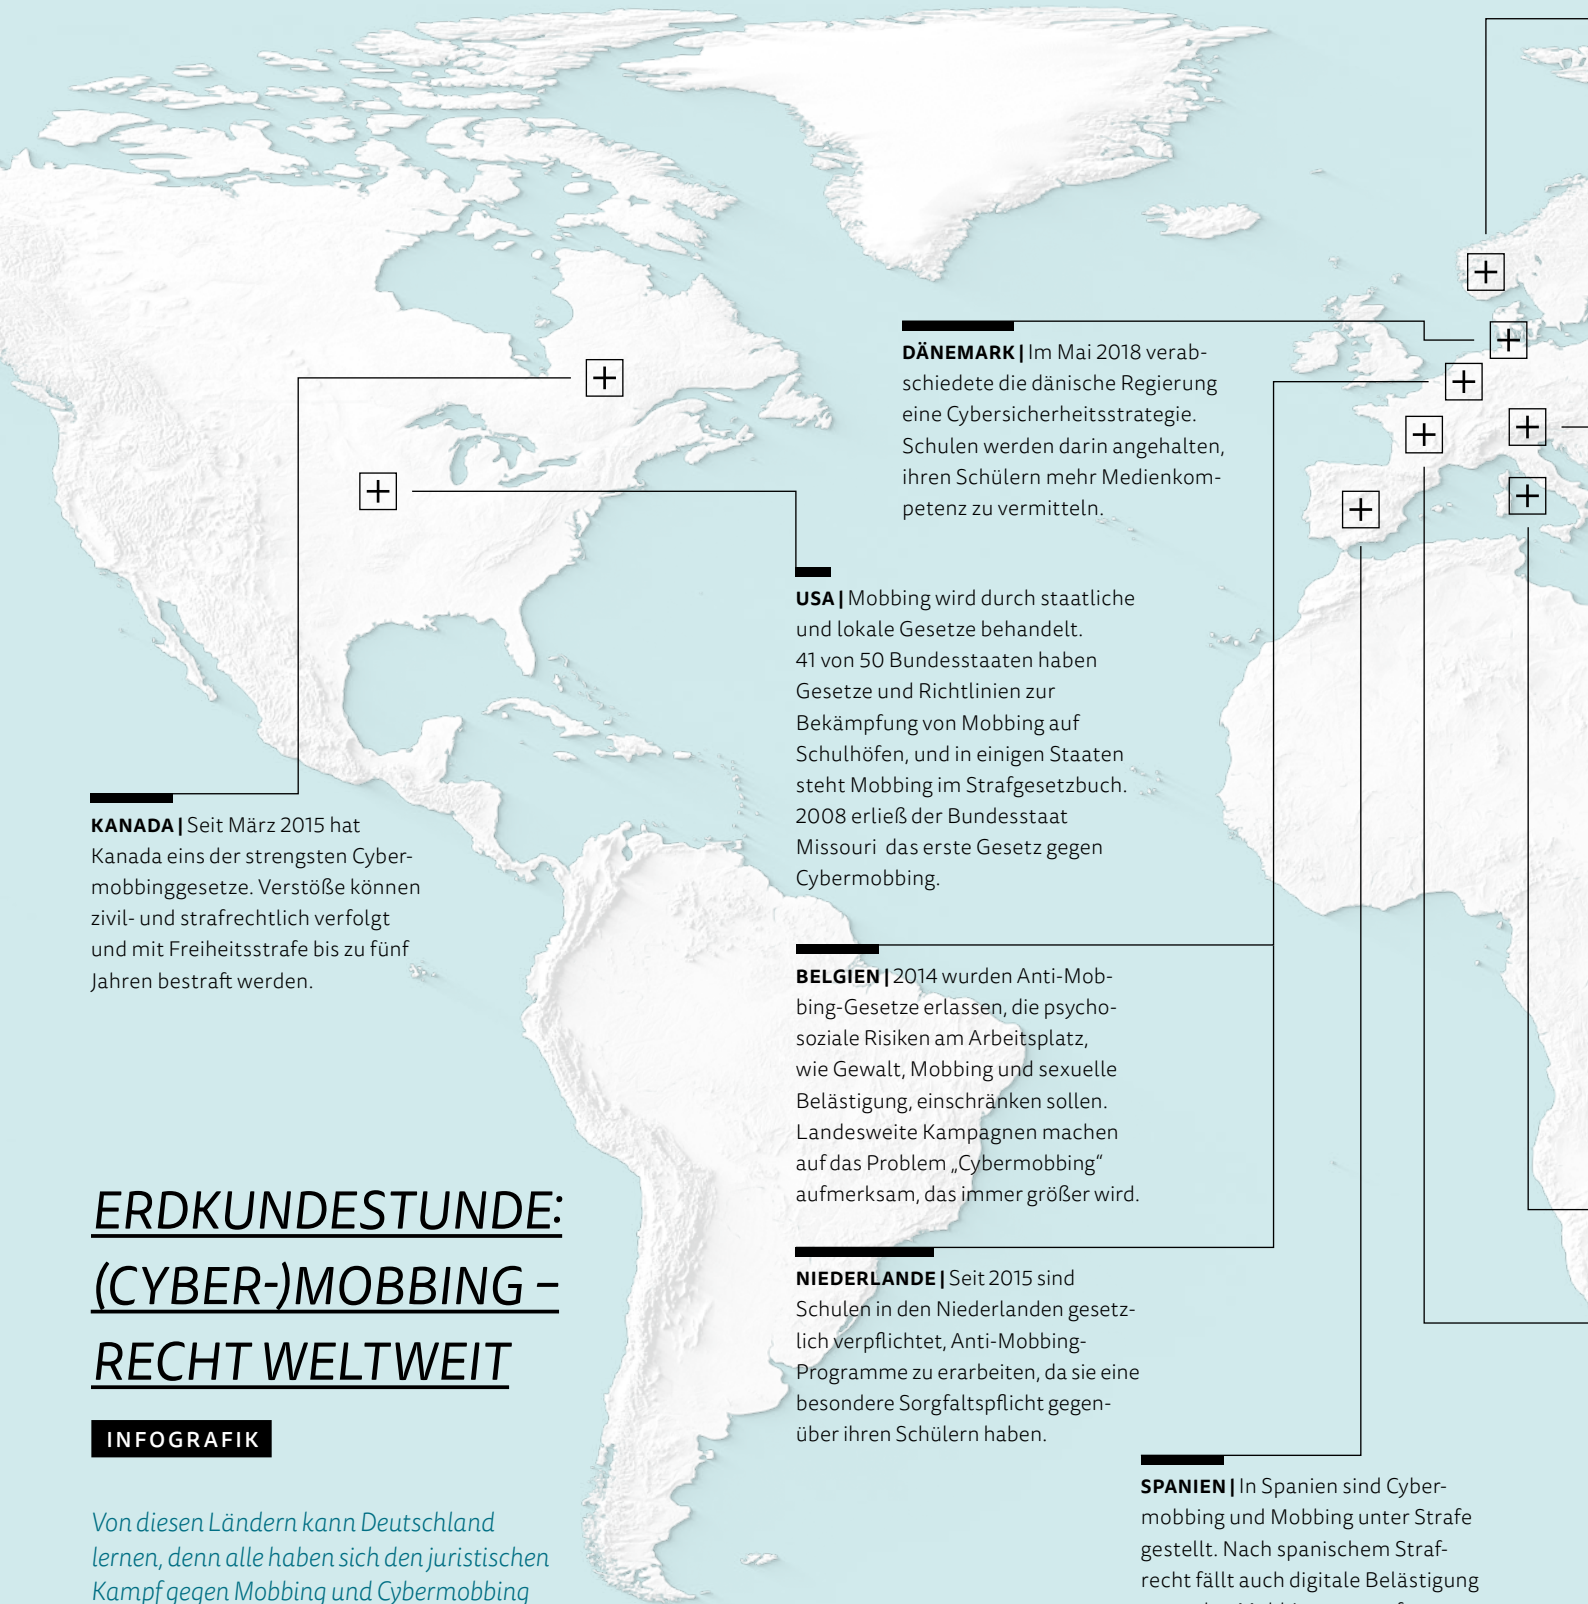 DÄNEMARK | Im Mai 2018 verab-
schiedete die dänische Regierung
eine Cybersicherheitsstrategie.
Schulen werden darin angehalten,
ihren Schülern mehr Medienkom-
petenz zu vermitteln.
USA | Mobbing wird durch staatliche
und lokale Gesetze behandelt.
41 von 50 Bundesstaaten haben
Gesetze und Richtlinien zur
Bekämpfung von Mobbing auf
Schulhöfen, und in einigen Staaten
steht Mobbing im Strafgesetzbuch.
2008 erließ der Bundesstaat
Missouri das erste Gesetz gegen
Cybermobbing.
KANADA | Seit März 2015 hat
Kanada eins der strengsten Cyber-
mobbinggesetze. Verstöße können
zivil- und strafrechtlich verfolgt
und mit Freiheitsstrafe bis zu fünf
Jahren bestraft werden.
BELGIEN | 2014 wurden Anti-Mob-
bing-Gesetze erlassen, die psycho-
soziale Risiken am Arbeitsplatz,
wie Gewalt, Mobbing und sexuelle
Belästigung, einschränken sollen.
Landesweite Kampagnen machen
auf das Problem „Cybermobbing“
aufmerksam, das immer größer wird.
NIEDERLANDE | Seit 2015 sind
Schulen in den Niederlanden gesetz-
lich verpflichtet, Anti-Mobbing-
Programme zu erarbeiten, da sie eine
besondere Sorgfaltspflicht gegen-
über ihren Schülern haben.
ERDKUNDESTUNDE:
(CYBER-)MOBBING –
RECHT WELTWEIT
INFOGRAFIK
Von diesen Ländern kann Deutschland
lernen, denn alle haben sich den juristischen
Kampf gegen Mobbing und Cybermobbing
SPANIEN | In Spanien sind Cyber-
mobbing und Mobbing unter Strafe
gestellt. Nach spanischem Straf-
recht fällt auch digitale Belästigung